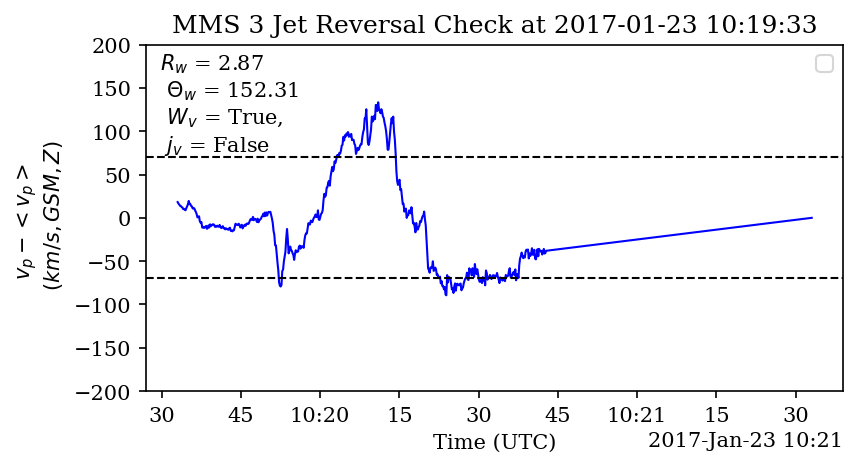 MMS 3 Jet Reversal Check at 2017-01-23 10:19:33
200
150
100
50
0
−50
−100
−150
−200
v_p − <v_p>
(km/s, GSM, Z)
R_w = 2.87
Θ_w = 152.31
W_v = True,
j_v = False
30 45 10:20 15 30 45 10:21 15 30
Time (UTC)
2017-Jan-23 10:21